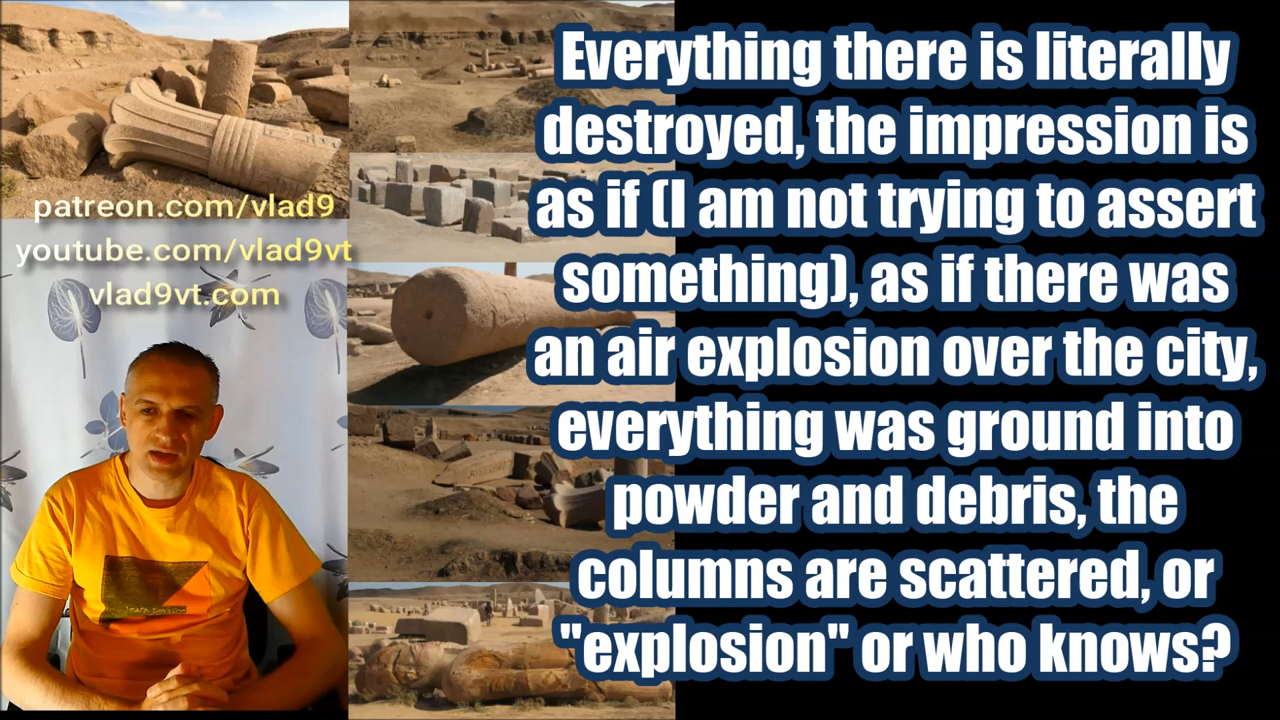 patreon.com/vlad9
youtube.com/vlad9vt
vlad9vt.com
Everything there is literally
destroyed, the impression is
as if (I am not trying to assert
something), as if there was
an air explosion over the city,
everything was ground into
powder and debris, the
columns are scattered, or
"explosion" or who knows?